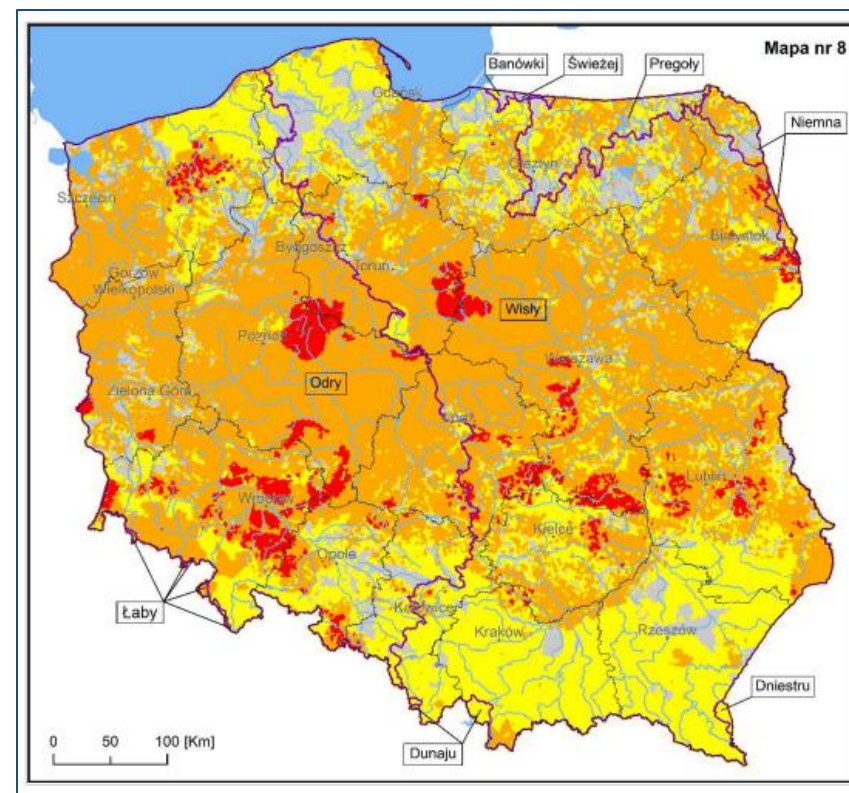 Mapa nr 8
Banówki
Świeżej
Pregoły
Gdańsk
Niemna
Olsztyn
Szczecin
Białystok
Bydgoszcz
Toruń
Gorzów
Wielkopolski
Wisły
Poznań
Warszawa
Odry
Zielona Góra
Łódź
Lublin
Wrocław
Kielce
Opole
Łaby
Katowice
Kraków
Rzeszów
Dniestru
0 50 100 [Km]
Dunaju